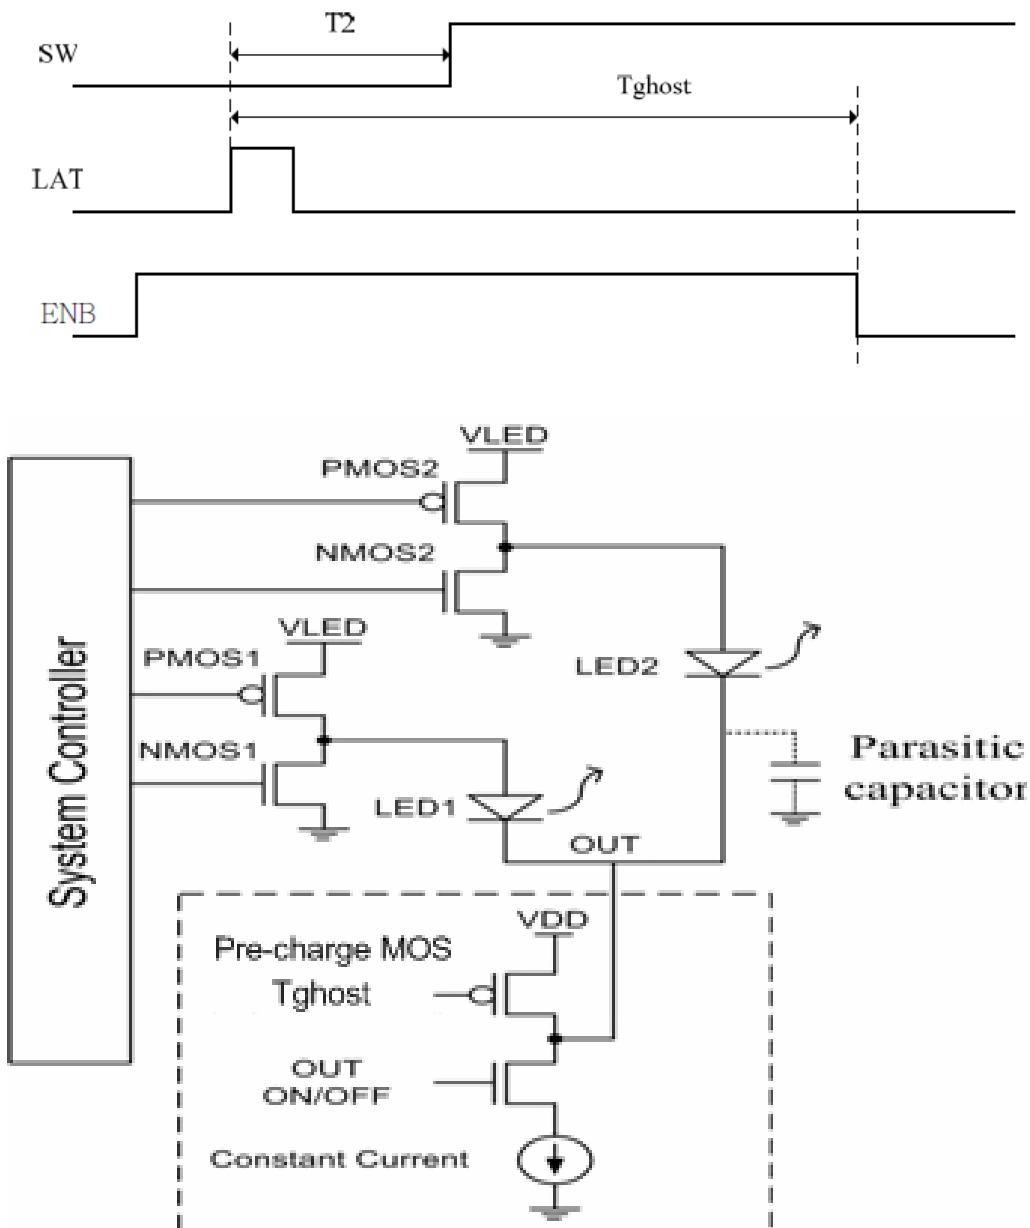 T2
SW
Tghost
LAT
ENB
VLED
PMOS2
NMOS2
VLED
PMOS1
LED2
NMOS1
Parasitic
capacitor
LED1
OUT
System Controller
VDD
Pre-charge MOS
Tghost
OUT
ON/OFF
Constant Current